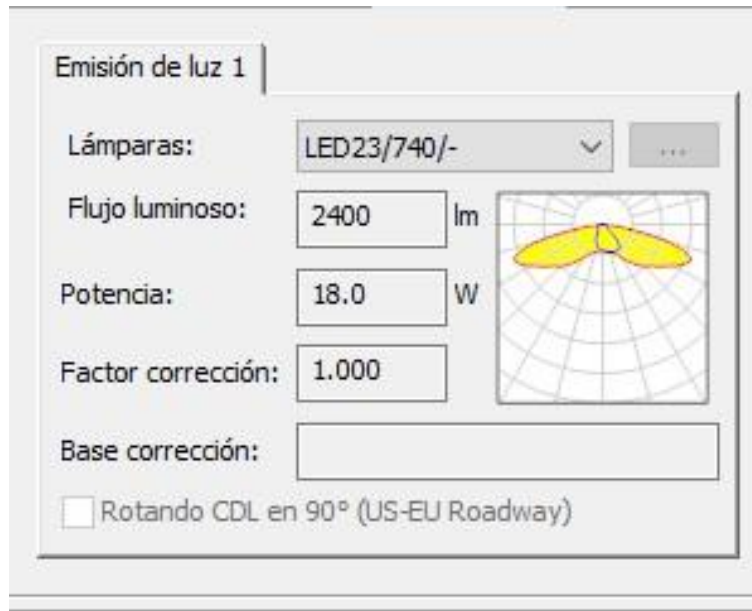 Emisión de luz 1
Lámparas: LED23/740/- ...
Flujo luminoso: 2400 lm
Potencia: 18.0 W
Factor corrección: 1.000
Base corrección:
Rotando CDL en 90° (US-EU Roadway)